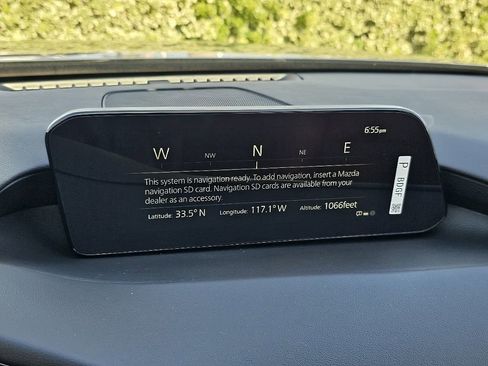 6:55pm
W NW N NE E
This system is navigation ready. To add navigation, insert a Mazda
navigation SD card. Navigation SD cards are available from your
dealer as an accessory.
Latitude: 33.5° N Longitude: 117.1° W Altitude: 1066feet
P BDGF